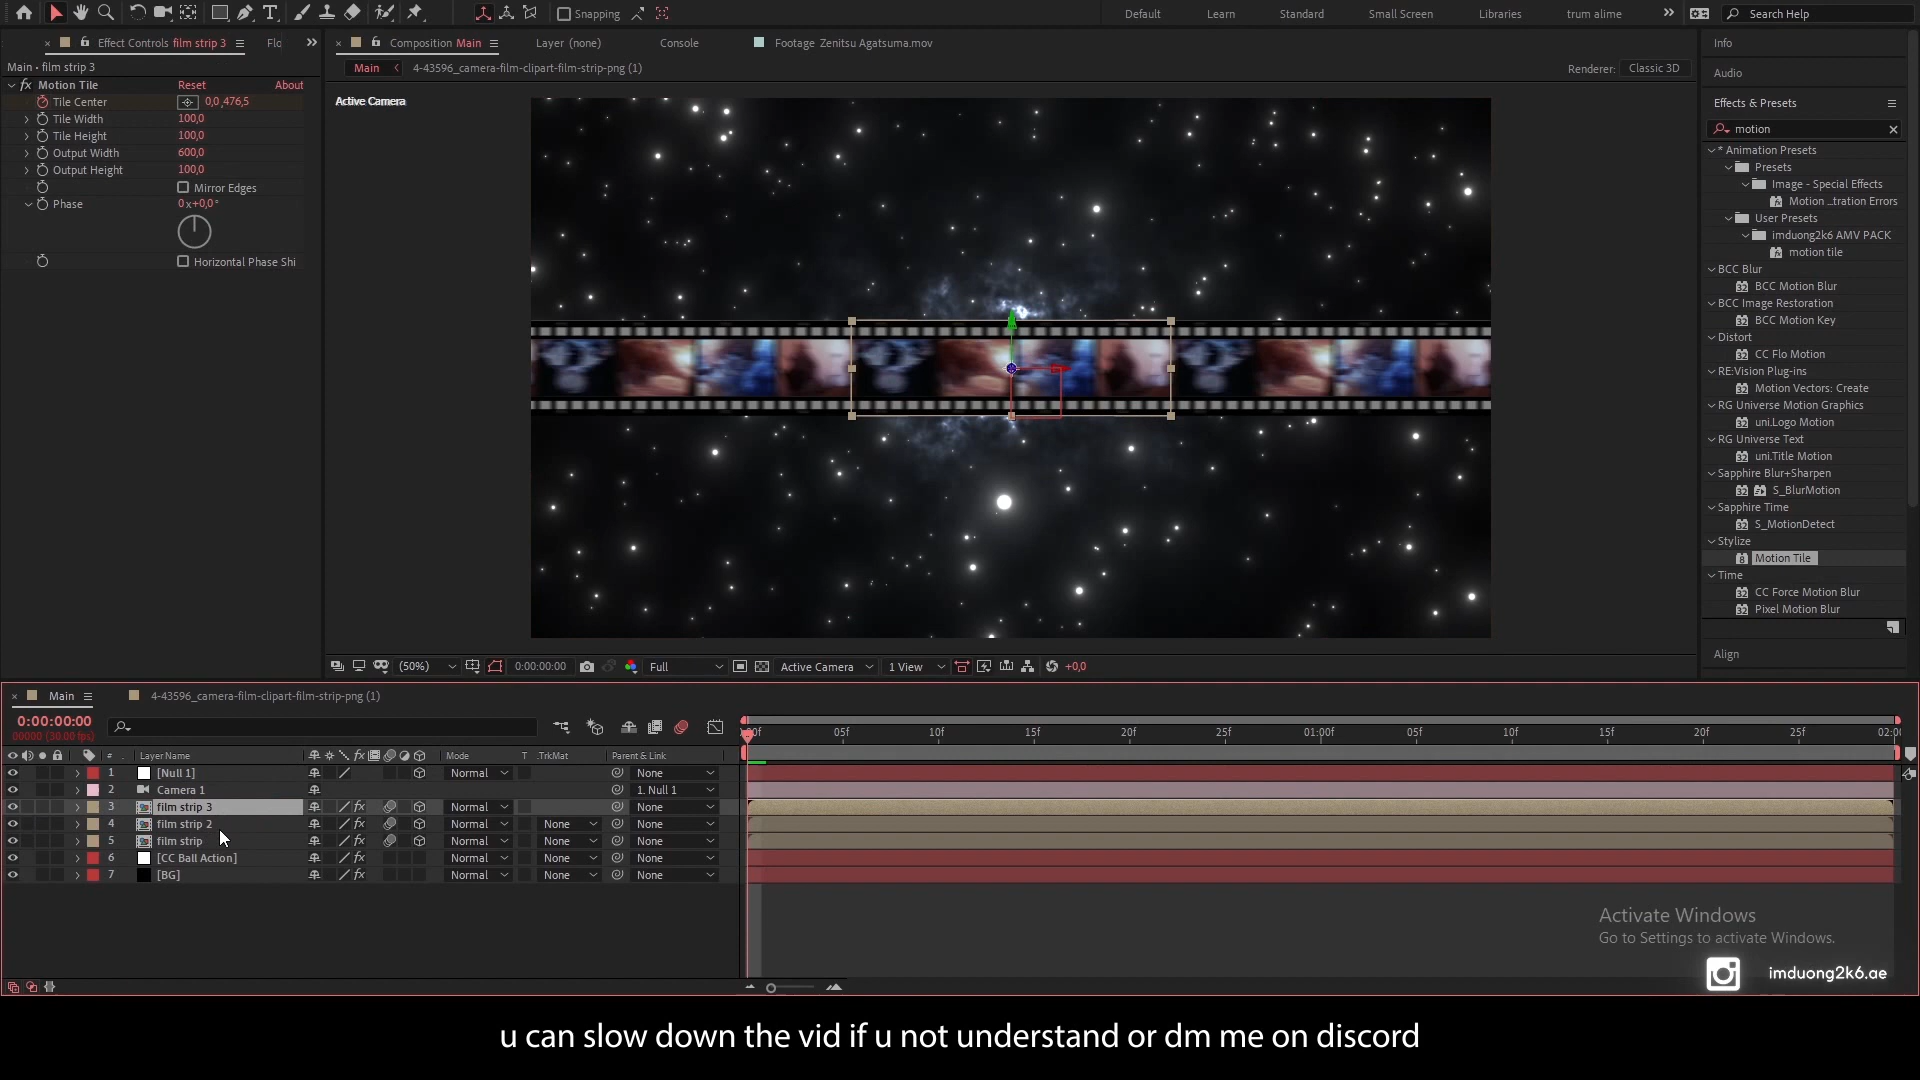 Snapping
Default
Learn
Standard
Small Screen
Libraries
trum alime
Search Help
Effect Controls film strip 3
Flo
Composition Main
Layer (none)
Console
Footage Zenitsu Agatsuma.mov
Main • film strip 3
Main
4-43596_camera-film-clipart-film-strip-png (1)
Renderer:
Classic 3D
fx Motion Tile
Reset
About
Tile Center
0,0 ,476,5
Tile Width
100,0
Tile Height
100,0
Output Width
600,0
Output Height
100,0
Mirror Edges
Phase
0x+0,0°
Horizontal Phase Shi
Active Camera
Info
Audio
Effects & Presets
motion
* Animation Presets
Presets
Image - Special Effects
Motion ...tration Errors
User Presets
imduong2k6 AMV PACK
motion tile
BCC Blur
BCC Motion Blur
BCC Image Restoration
BCC Motion Key
Distort
CC Flo Motion
RE:Vision Plug-ins
Motion Vectors: Create
RG Universe Motion Graphics
uni.Logo Motion
RG Universe Text
uni.Title Motion
Sapphire Blur+Sharpen
S_BlurMotion
Sapphire Time
S_MotionDetect
Stylize
Motion Tile
Time
CC Force Motion Blur
Pixel Motion Blur
Align
(50%)
0:00:00:00
Full
Active Camera
1 View
+0,0
Main
4-43596_camera-film-clipart-film-strip-png (1)
0:00:00:00
00000 (30.00 fps)
:00f
05f
10f
15f
20f
25f
01:00f
05f
10f
15f
20f
25f
02:00
# Layer Name
Mode
T .TrkMat
Parent & Link
1 [Null 1] Normal None
2 Camera 1 1. Null 1
3 film strip 3 fx Normal None
4 film strip 2 fx Normal None None
5 film strip fx Normal None None
6 [CC Ball Action] fx Normal None None
7 [BG] fx Normal None None
Activate Windows
Go to Settings to activate Windows.
imduong2k6.ae
u can slow down the vid if u not understand or dm me on discord